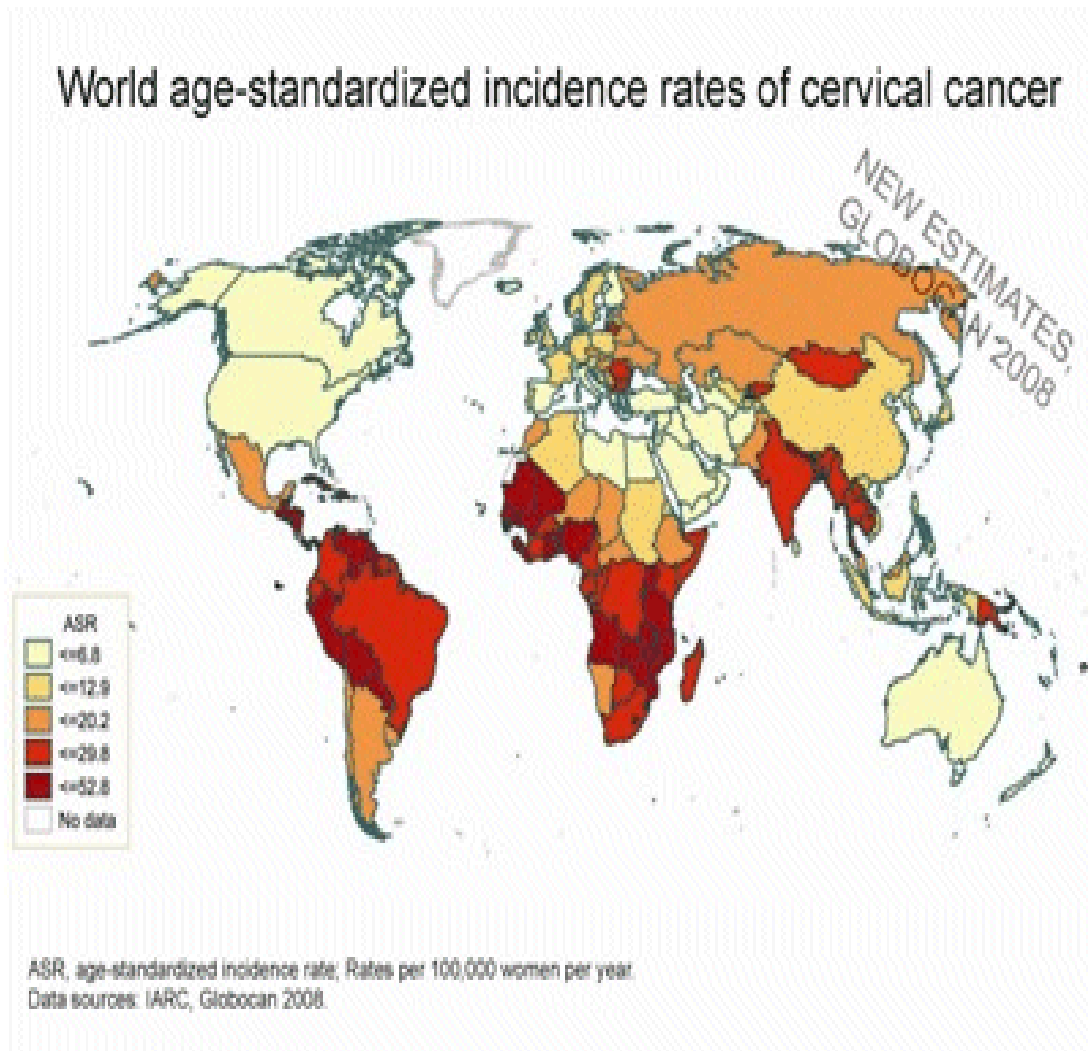 World age-standardized incidence rates of cervical cancer
NEW ESTIMATES,
GLOBOCAN 2008
ASR
<=6.8
<=12.9
<=20.2
<=29.8
<=52.8
No data
ASR, age-standardized incidence rate; Rates per 100,000 women per year.
Data sources: IARC, Globocan 2008.